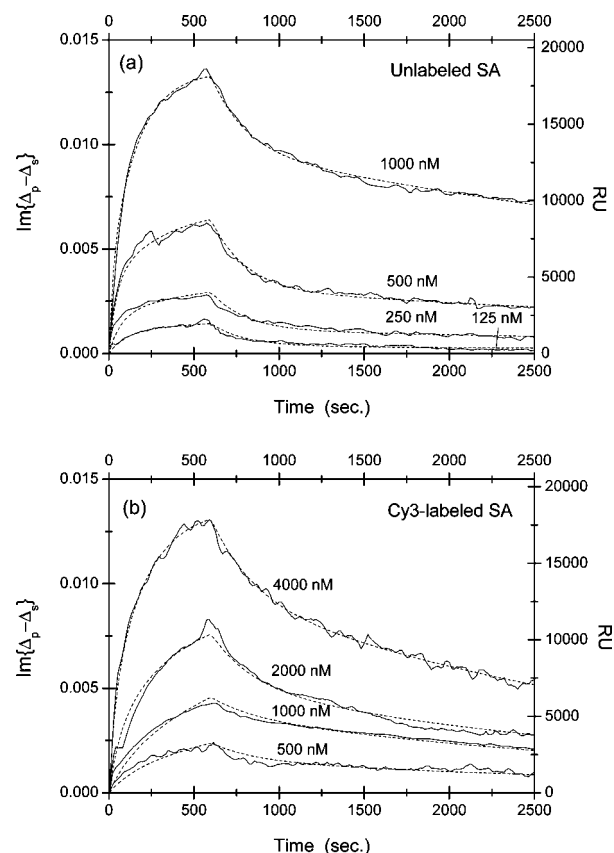 0 500 1000 1500 2000 2500
0.015
20000
(a)
Unlabeled SA
15000
0.010
1000 nM
Im{Δp−Δs}
10000
RU
0.005
500 nM
5000
250 nM
125 nM
0.000
0
0 500 1000 1500 2000 2500
Time (sec.)
0 500 1000 1500 2000 2500
0.015
20000
(b)
Cy3-labeled SA
15000
4000 nM
0.010
Im{Δp−Δs}
10000
RU
2000 nM
0.005
1000 nM
5000
500 nM
0.000
0
0 500 1000 1500 2000 2500
Time (sec.)